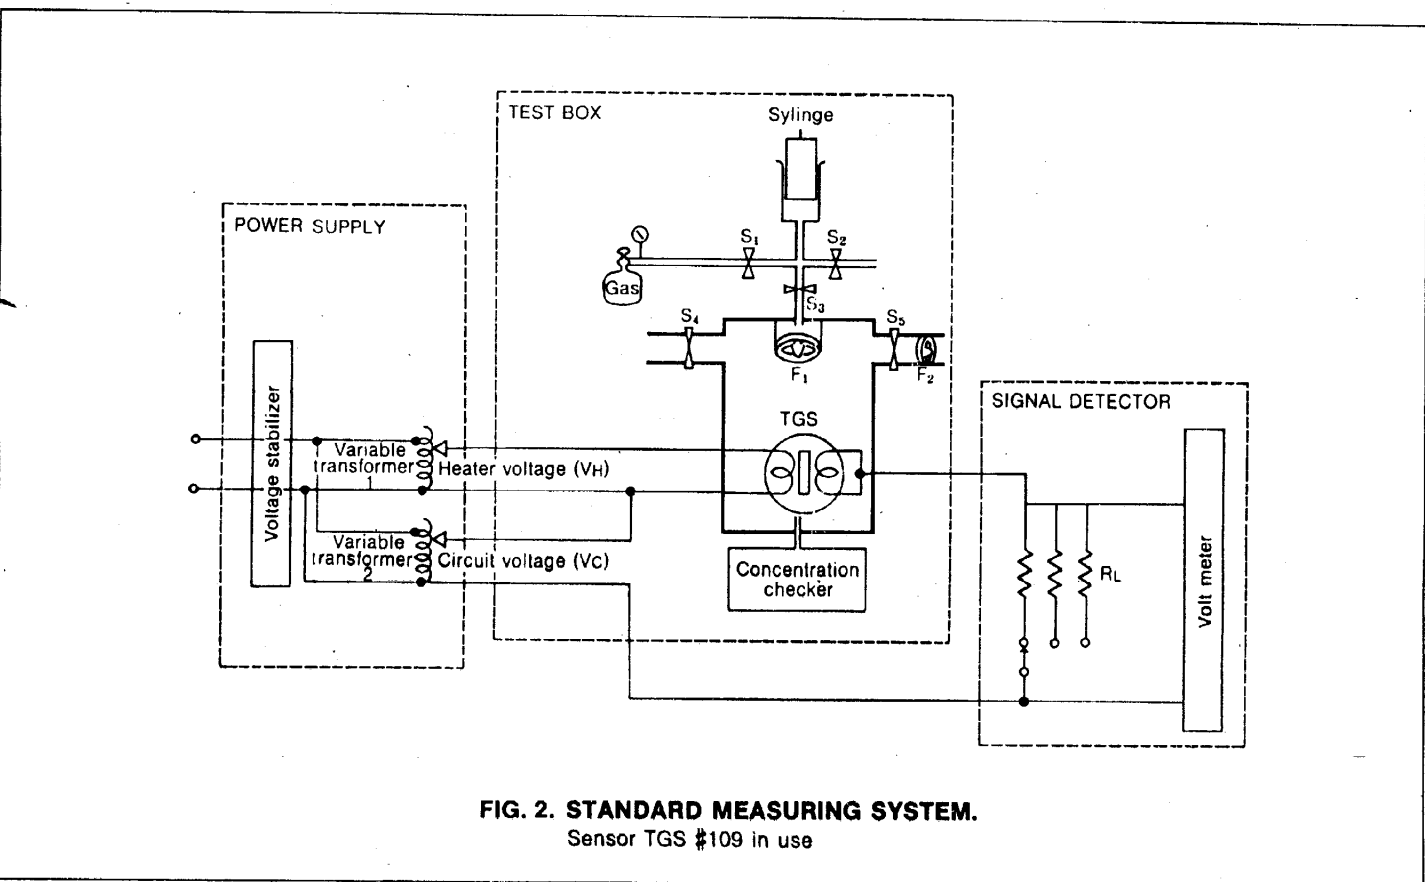 TEST BOX
Sylinge
POWER SUPPLY
S1
S2
Gas
S3
S4
S5
F1
F2
SIGNAL DETECTOR
Voltage stabilizer
TGS
Variable
transformer
1
Heater voltage (VH)
Variable
transformer
2
Circuit voltage (VC)
Concentration
checker
RL
Volt meter
FIG. 2. STANDARD MEASURING SYSTEM.
Sensor TGS #109 in use